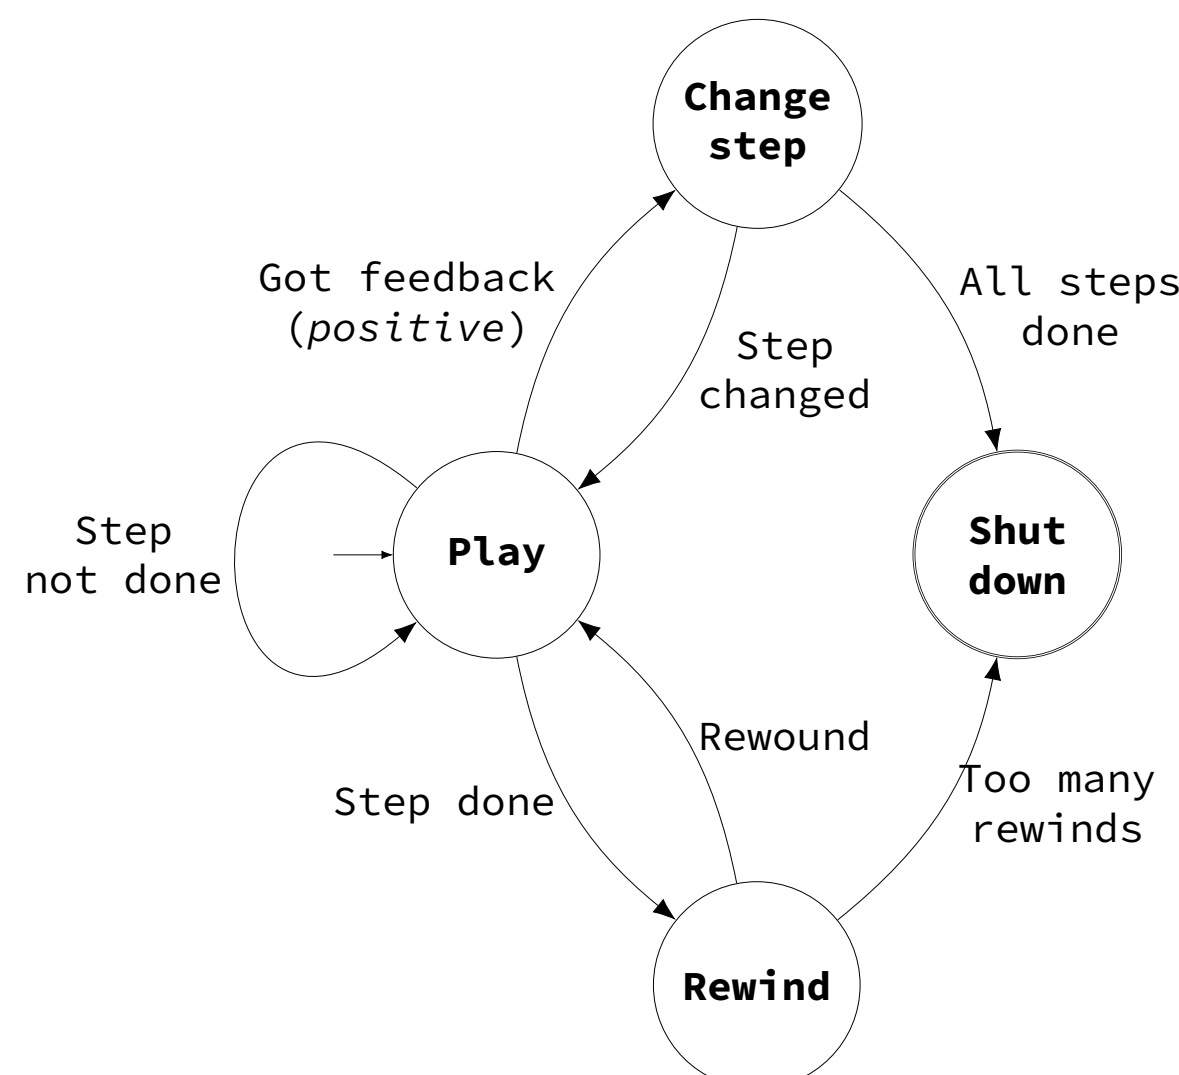 Change
step
Got feedback
(positive)
All steps
done
Step
changed
Step
not done
Play
Shut
down
Rewound
Step done
Too many
rewinds
Rewind